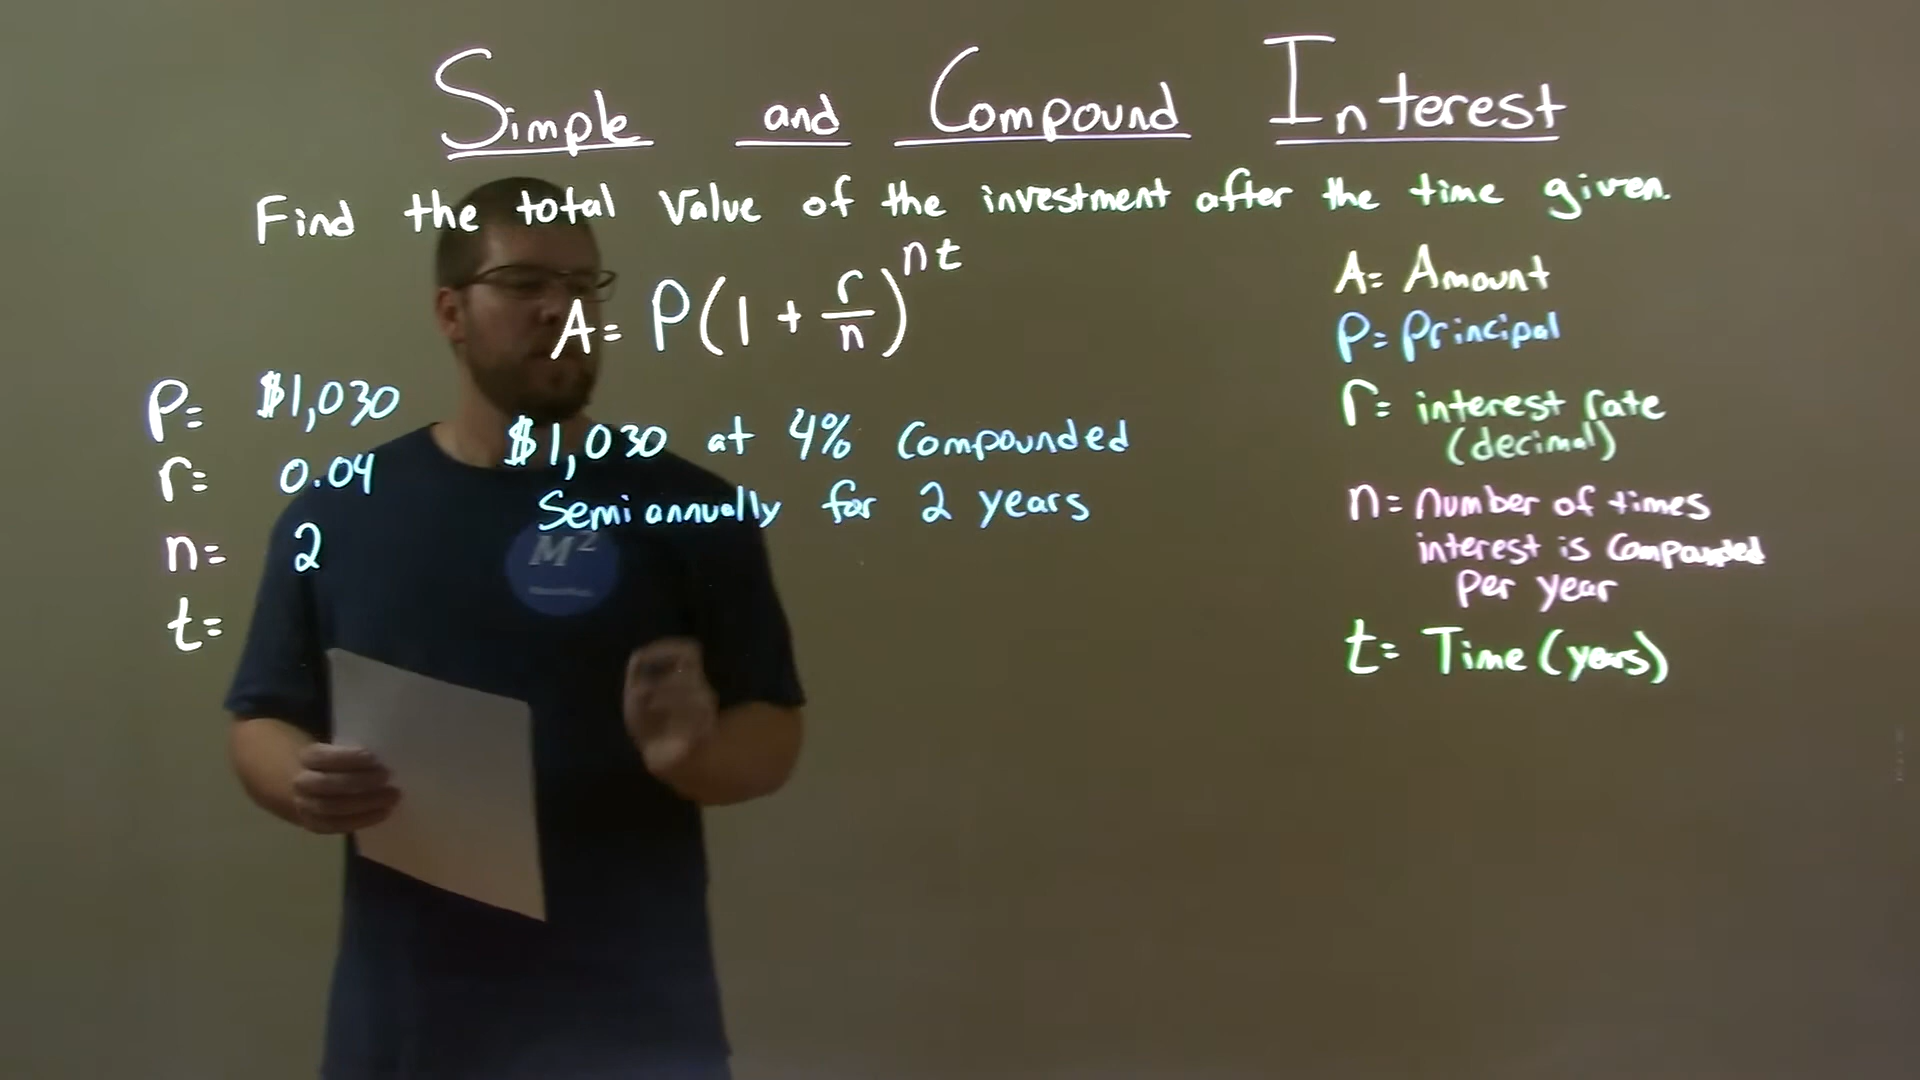 Simple and Compound Interest
Find the total value of the investment after the time given.
A = P(1 + r/n)^nt
P = $1,030
r = 0.04
n = 2
t =
$1,030 at 4% Compounded
Semiannually for 2 years
M²
A = Amount
P = Principal
r = interest rate
(decimal)
n = number of times
interest is compounded
per year
t = Time (years)